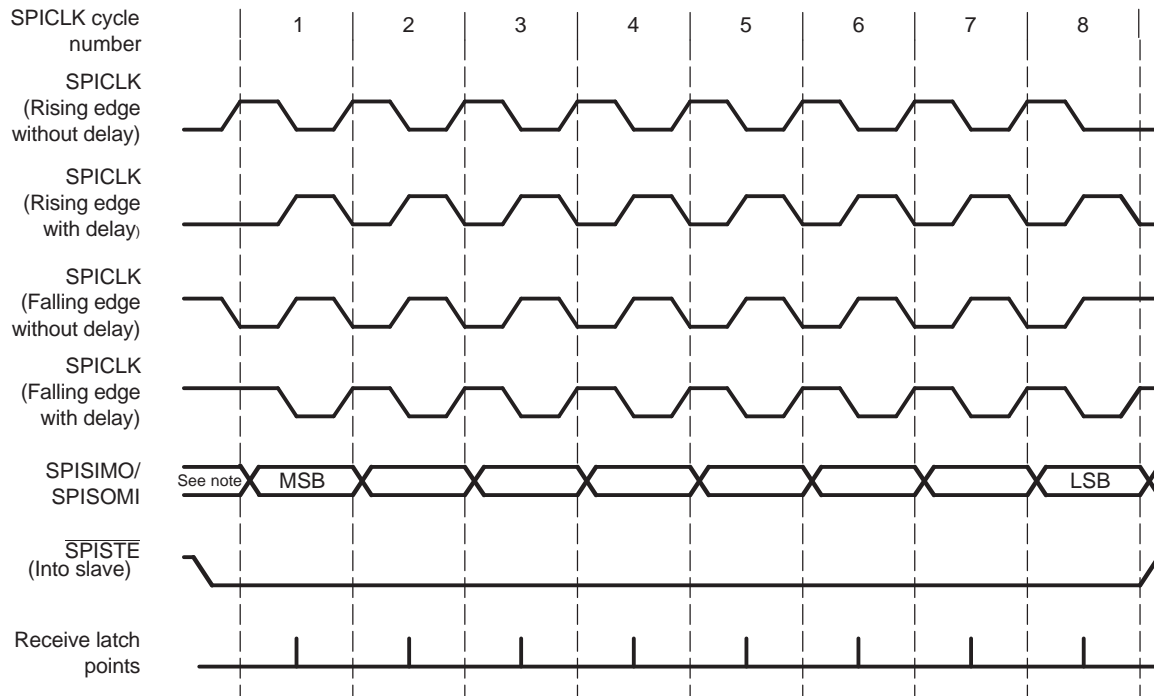 SPICLK cycle
number
1 2 3 4 5 6 7 8
SPICLK
(Rising edge
without delay)
SPICLK
(Rising edge
with delay)
SPICLK
(Falling edge
without delay)
SPICLK
(Falling edge
with delay)
SPISIMO/
SPISOMI
See note
MSB
LSB
SPISTE
(Into slave)
Receive latch
points